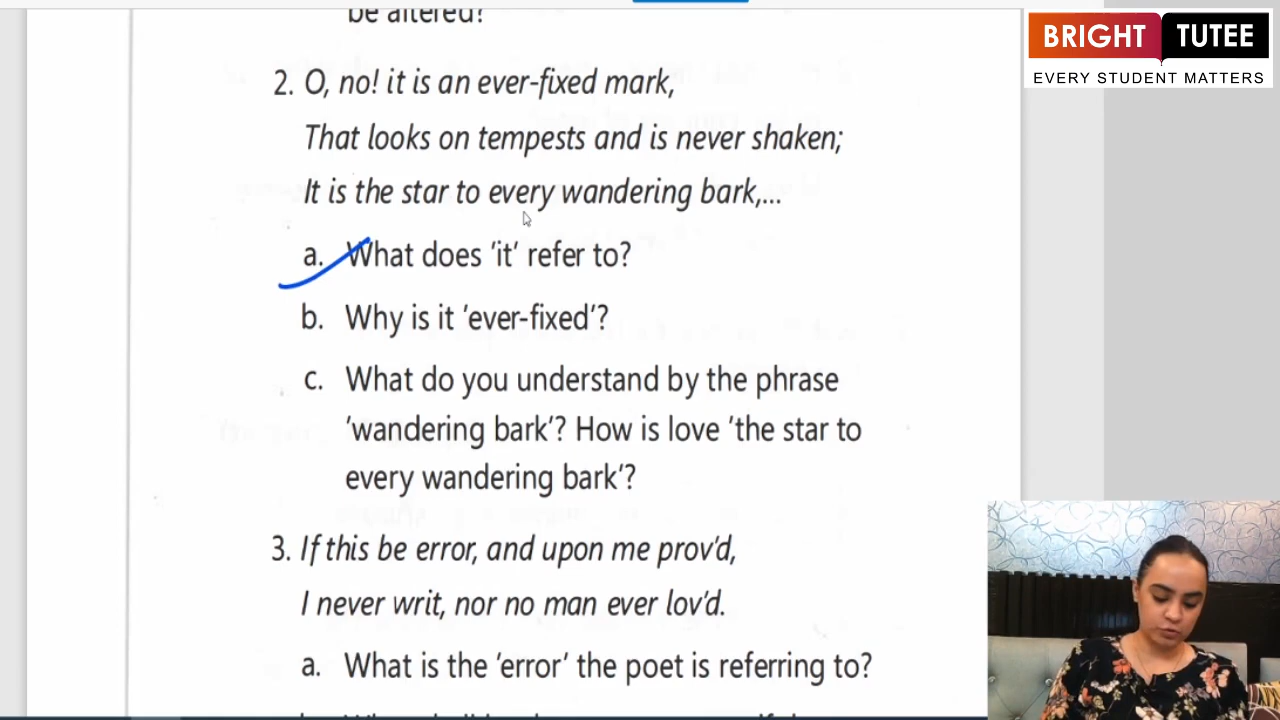 be altered?
BRIGHT TUTEE
EVERY STUDENT MATTERS
2. O, no! it is an ever-fixed mark,
That looks on tempests and is never shaken;
It is the star to every wandering bark,...
a. What does 'it' refer to?
b. Why is it 'ever-fixed'?
c. What do you understand by the phrase
'wandering bark'? How is love 'the star to
every wandering bark'?
3. If this be error, and upon me prov'd,
I never writ, nor no man ever lov'd.
a. What is the 'error' the poet is referring to?